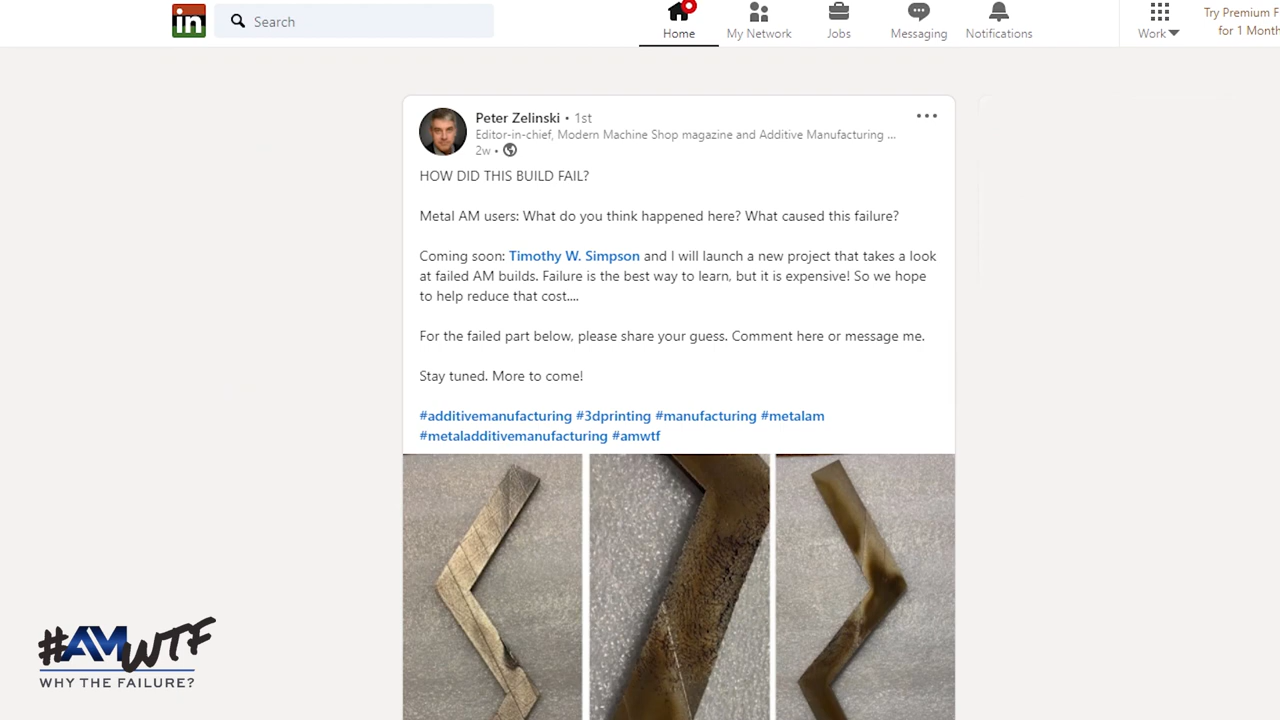 in
Search
Home
My Network
Jobs
Messaging
Notifications
Work
Try Premium F
for 1 Month
Peter Zelinski • 1st
Editor-in-chief, Modern Machine Shop magazine and Additive Manufacturing ...
2w •
HOW DID THIS BUILD FAIL?
Metal AM users: What do you think happened here? What caused this failure?
Coming soon: Timothy W. Simpson and I will launch a new project that takes a look
at failed AM builds. Failure is the best way to learn, but it is expensive! So we hope
to help reduce that cost....
For the failed part below, please share your guess. Comment here or message me.
Stay tuned. More to come!
#additivemanufacturing #3dprinting #manufacturing #metalam
#metaladditivemanufacturing #amwtf
#AMWTF
WHY THE FAILURE?